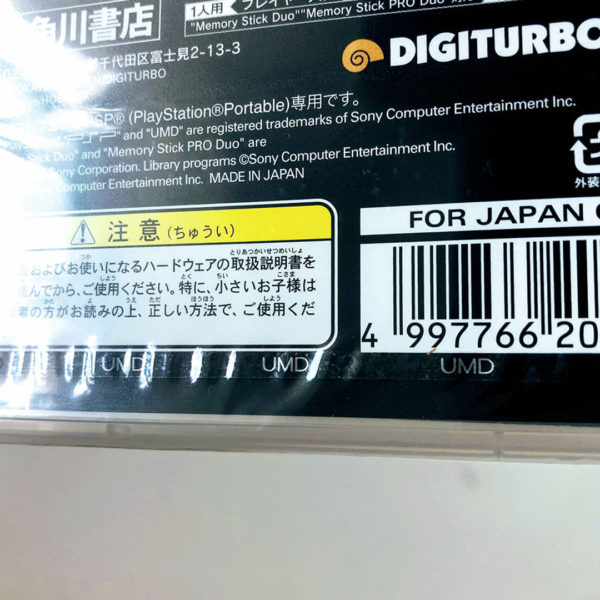 1人用
"Memory Stick Duo""Memory Stick PRO Duo"
角川書店
千代田区富士見2-13-3
/DIGITURBO
DIGITURBO
(PlayStation®Portable)専用です。
" and "UMD" are registered trademarks of Sony Computer Entertainment Inc.
Stick Duo" and "Memory Stick PRO Duo" are
Sony Corporation. Library programs ©Sony Computer Entertainment Inc.
Computer Entertainment Inc. MADE IN JAPAN
外装
注意(ちゅうい)
およびお使いになるハードウェアの取扱説明書を
んでから、ご使用ください。特に、小さいお子様は
の方がお読みの上、正しい方法で、ご使用くだ
FOR JAPAN
4 997766 20
UMD UMD UMD UMD